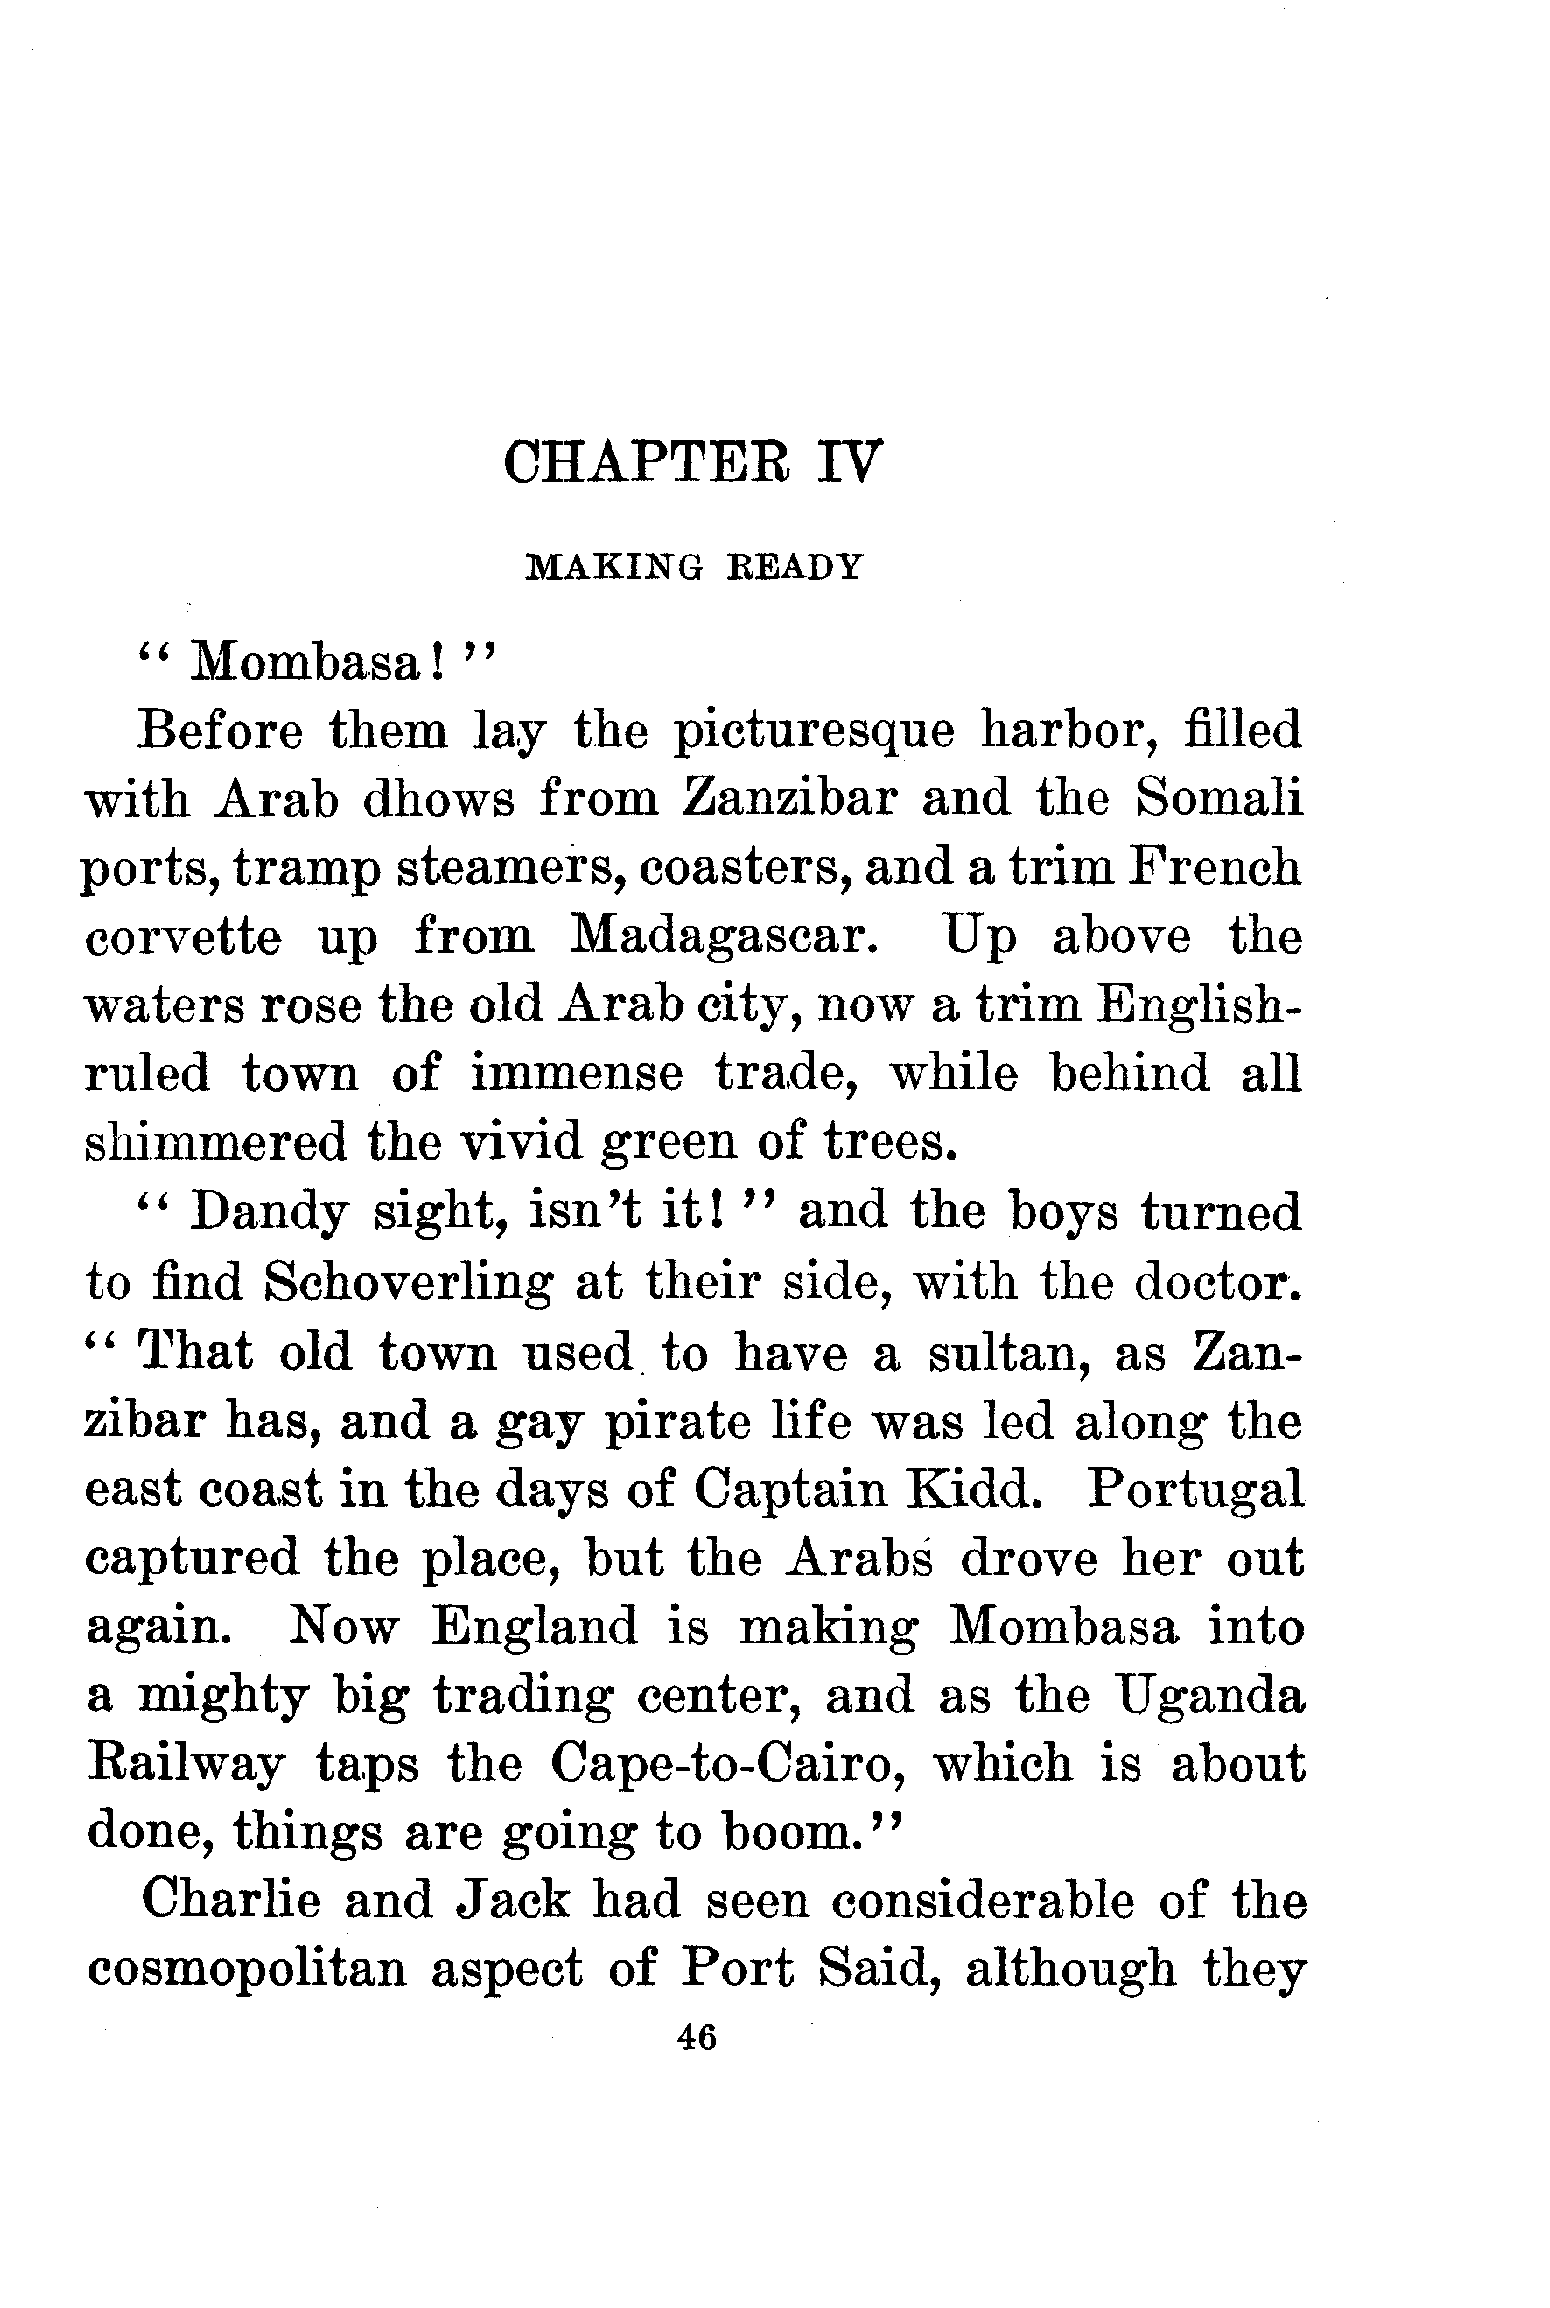 CHAPTER IV
MAKING READY
“ Mombasa! ”
Before them lay the picturesque harbor, filled
with Arab dhows from Zanzibar and the Somali
ports, tramp steamers, coasters, and a trim French
corvette up from Madagascar. Up above the
waters rose the old Arab city, now a trim English-
ruled town of immense trade, while behind all
shimmered the vivid green of trees.
“ Dandy sight, isn’t it! ” and the boys turned
to find Schoverling at their side, with the doctor.
“ That old town used to have a sultan, as Zan-
zibar has, and a gay pirate life was led along the
east coast in the days of Captain Kidd. Portugal
captured the place, but the Arabs drove her out
again. Now England is making Mombasa into
a mighty big trading center, and as the Uganda
Railway taps the Cape-to-Cairo, which is about
done, things are going to boom.”
Charlie and Jack had seen considerable of the
cosmopolitan aspect of Port Said, although they
46